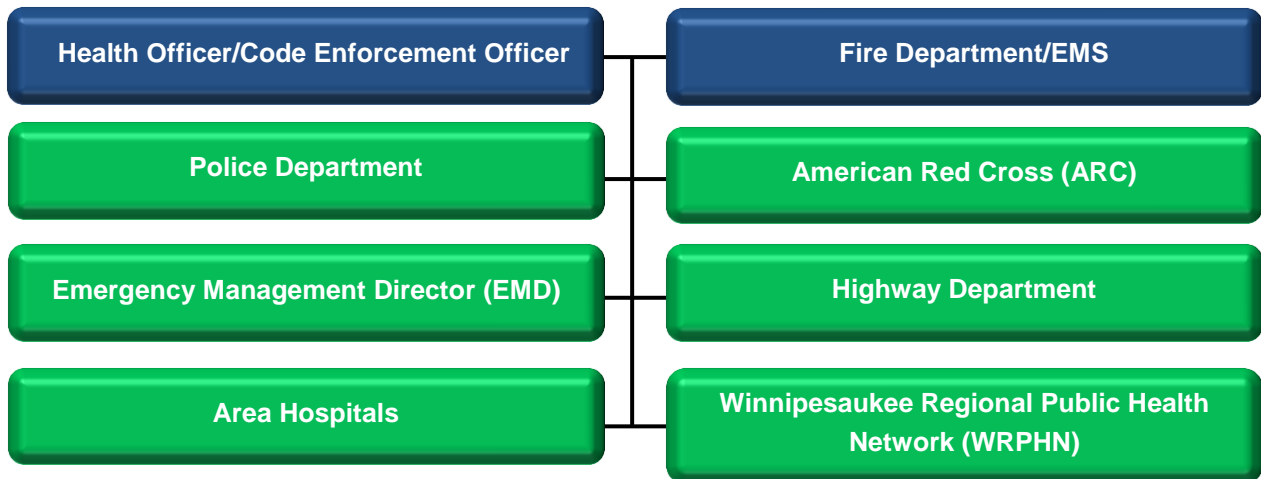 Health Officer/Code Enforcement Officer
Fire Department/EMS
Police Department
American Red Cross (ARC)
Emergency Management Director (EMD)
Highway Department
Area Hospitals
Winnipesaukee Regional Public Health
Network (WRPHN)